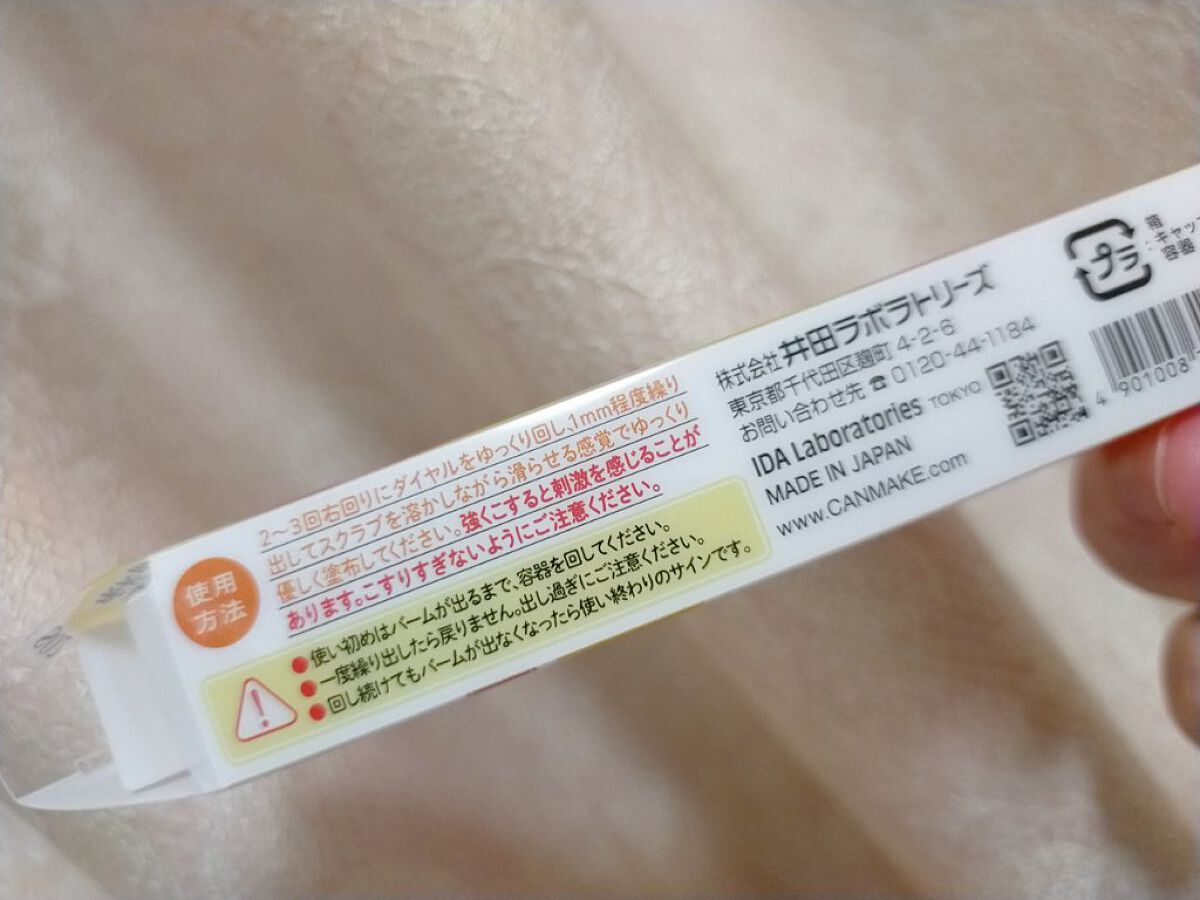 使用
方法
2～3回右回りにダイヤルをゆっくり回し、1mm程度繰り
出してスクラブを溶かしながら滑らせる感覚でゆっくり
優しく塗布してください。強くこすると刺激を感じることが
あります。こすりすぎないようにご注意ください。
●使い初めはバームが出るまで、容器を回してください。
●一度繰り出したら戻りません。出し過ぎにご注意ください。
●回し続けてもバームが出なくなったら使い終わりのサインです。
株式会社 井田ラボラトリーズ
東京都千代田区麹町 4-2-6
お問い合わせ先 ☎ 0120-44-1184
IDA Laboratories TOKYO
MADE IN JAPAN
www.CANMAKE.com
プラ
箱
:キャップ
容器
4 901008